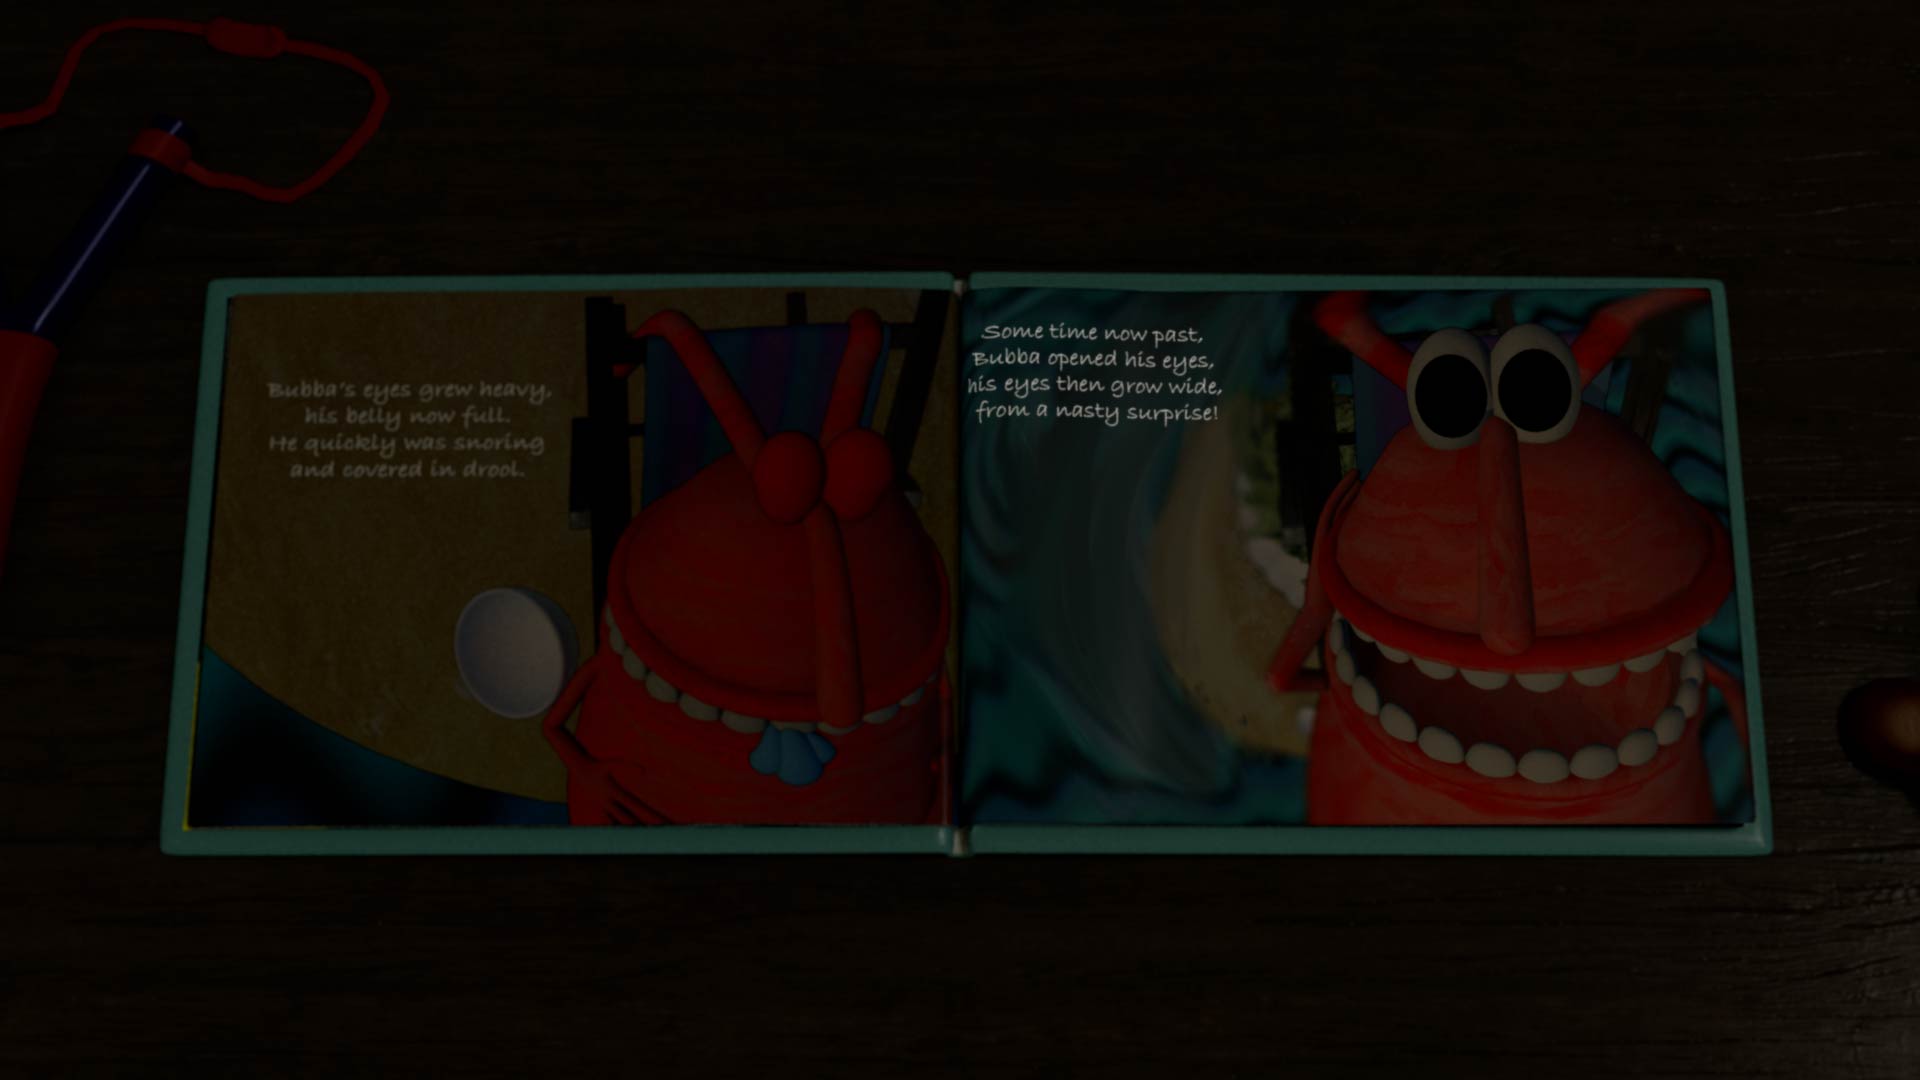 Bubba's eyes grew heavy,
his belly now full.
He quickly was snoring
and covered in drool.
Some time now past,
Bubba opened his eyes,
his eyes then grow wide,
from a nasty surprise!